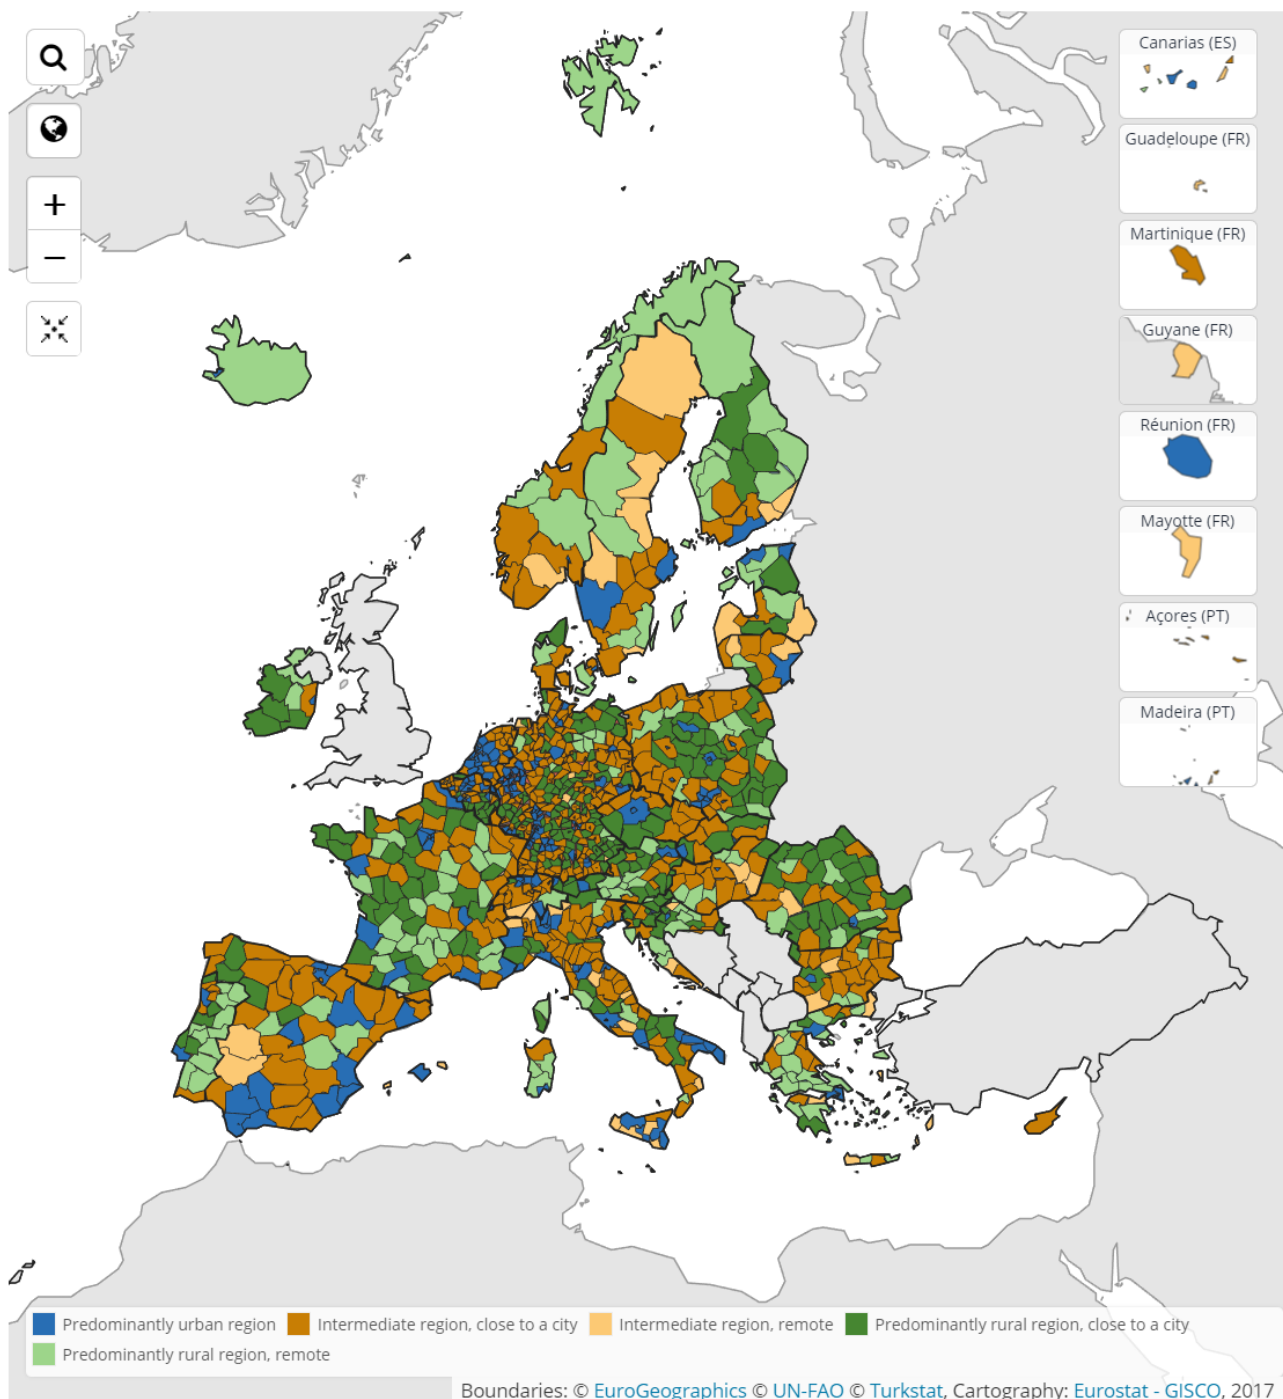 Canarias (ES)
Guadeloupe (FR)
Martinique (FR)
Guyane (FR)
Réunion (FR)
Mayotte (FR)
Açores (PT)
Madeira (PT)
+
−
Predominantly urban region Intermediate region, close to a city Intermediate region, remote Predominantly rural region, close to a city
Predominantly rural region, remote
Boundaries: © EuroGeographics © UN-FAO © Turkstat, Cartography: Eurostat - GISCO, 2017